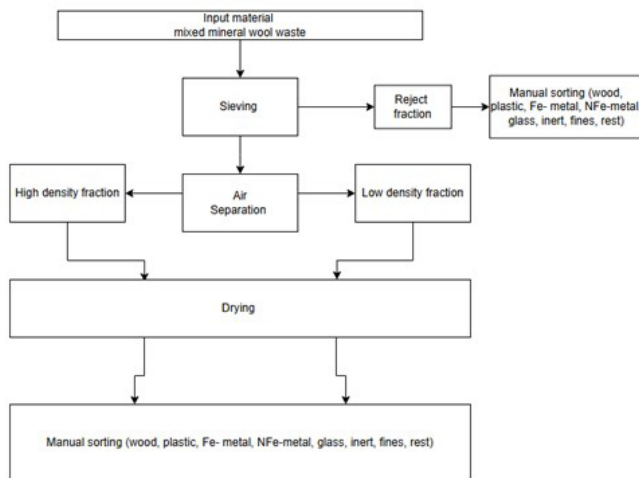 Input material
mixed mineral wool waste
Sieving
Reject
fraction
Manual sorting (wood,
plastic, Fe- metal, NFe-metal
glass, inert, fines, rest)
High density fraction
Air
Separation
Low density fraction
Drying
Manual sorting (wood, plastic, Fe- metal, NFe-metal, glass, inert, fines, rest)